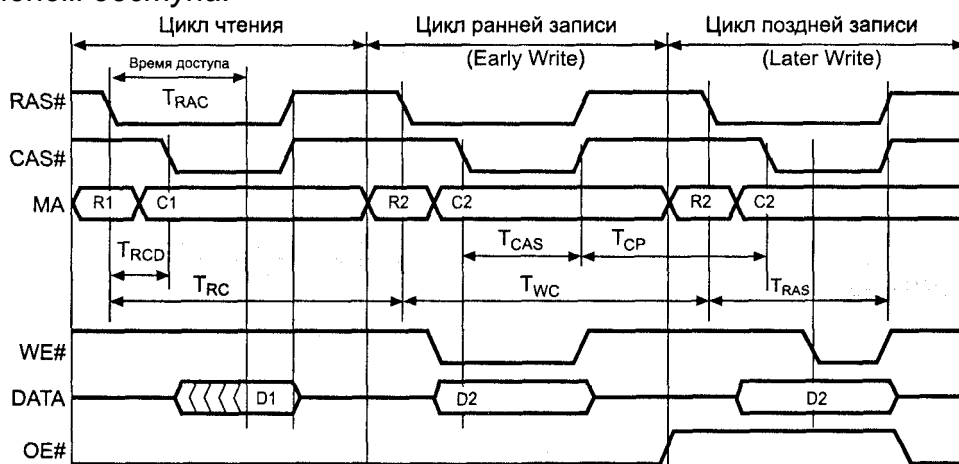 доступа.
Цикл чтения
Цикл ранней записи
(Early Write)
Цикл поздней записи
(Later Write)
Время доступа
TRAC
RAS#
CAS#
MA
R1
C1
R2
C2
R2
C2
TRCD
TCAS
TCP
TRC
TWC
TRAS
WE#
DATA
D1
D2
D2
OE#